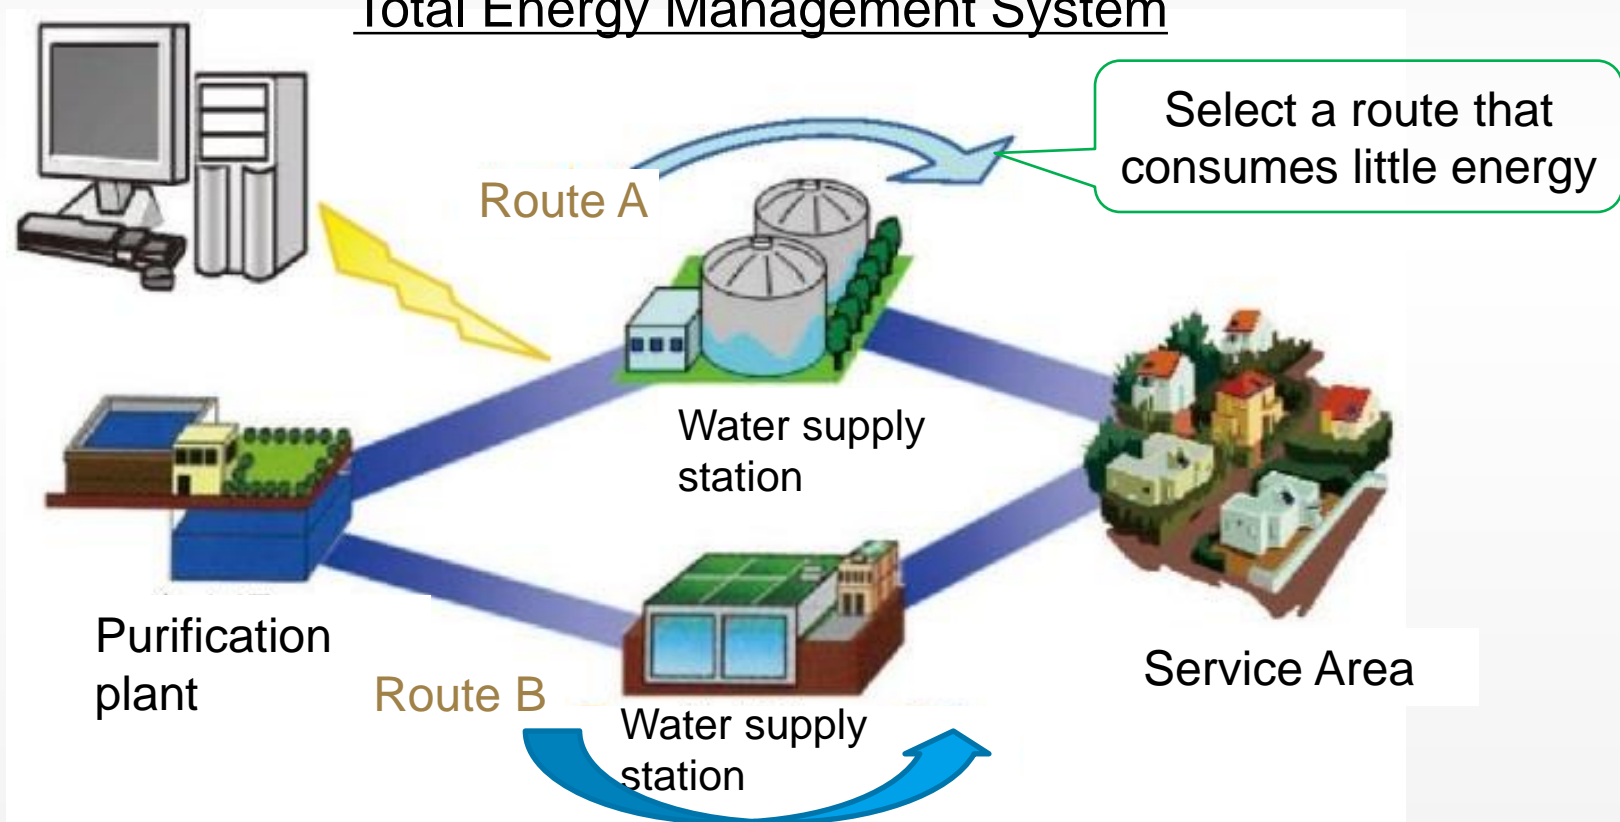 Total Energy Management System
Select a route that
consumes little energy
Route A
Water supply
station
Purification
plant
Route B
Water supply
station
Service Area